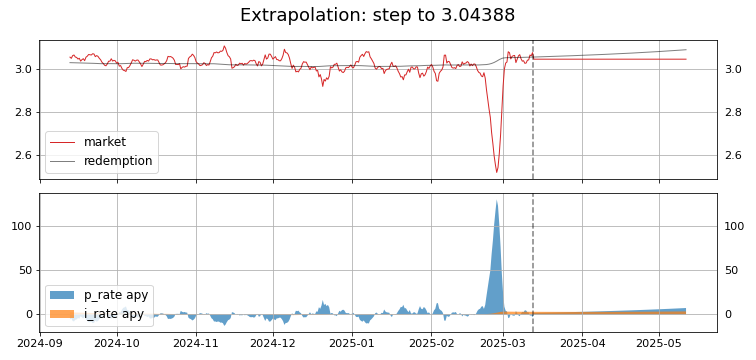 Extrapolation: step to 3.04388
3.0 3.0
2.8 2.8
2.6 2.6
market
redemption
100 100
50 50
0 0
p_rate apy
i_rate apy
2024-09 2024-10 2024-11 2024-12 2025-01 2025-02 2025-03 2025-04 2025-05